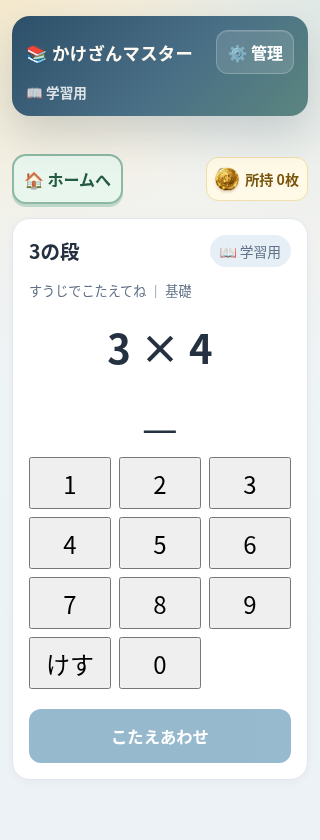 📚 かけざんマスター
⚙️ 管理
📖 学習用
🏠 ホームへ
所持 0枚
3の段
📖 学習用
すうじでこたえてね ｜ 基礎
3 × 4
__
1 2 3
4 5 6
7 8 9
けす 0
こたえあわせ